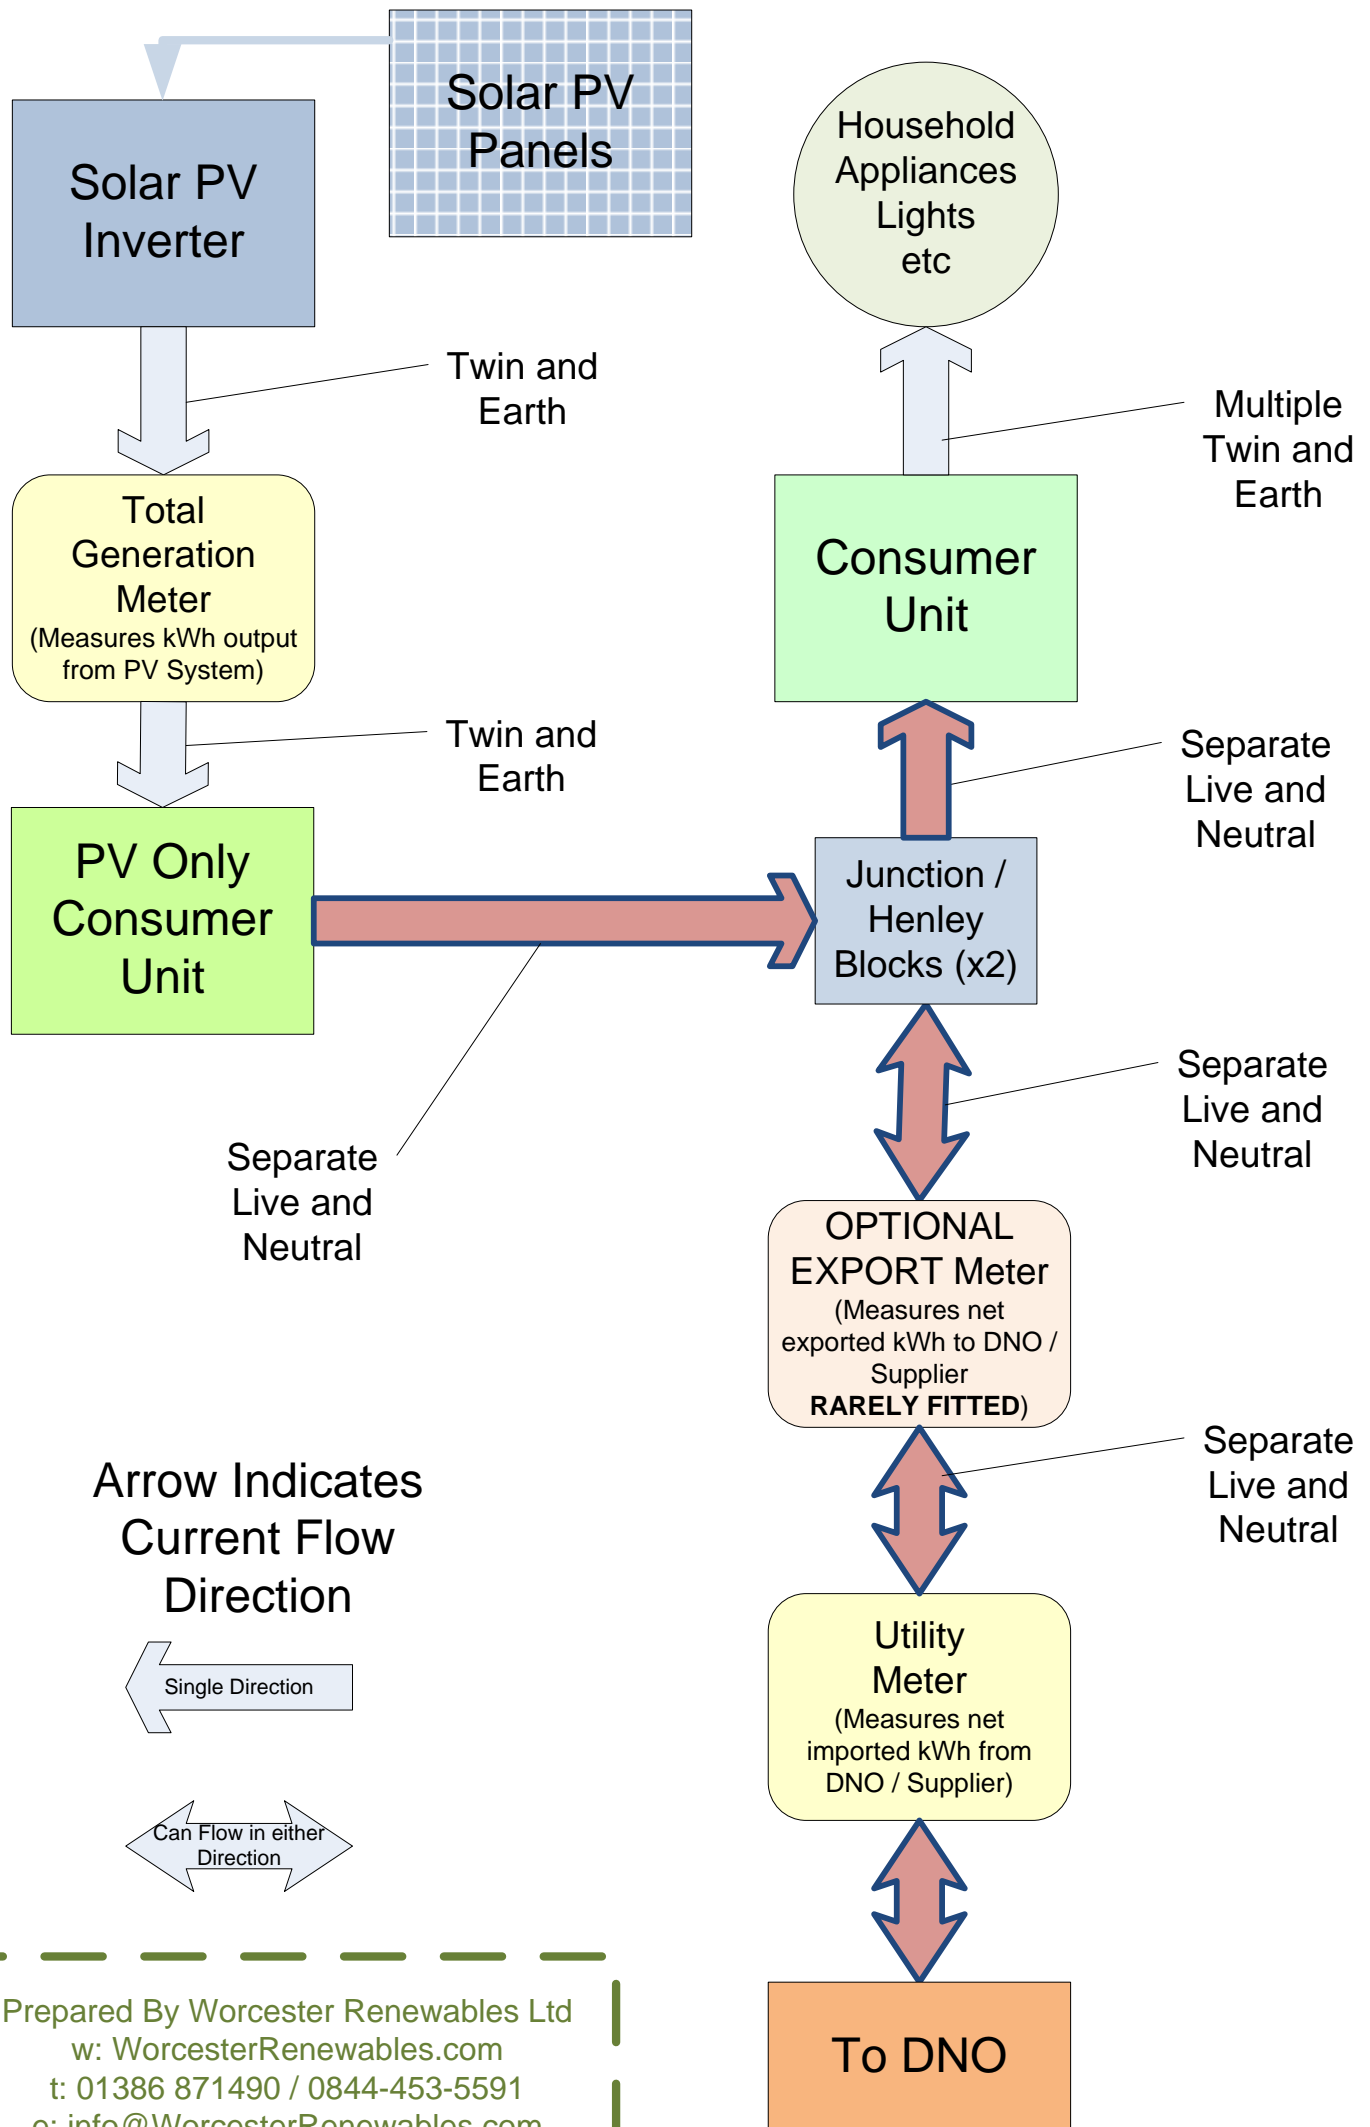 Solar PV
Panels
Solar PV
Inverter
Household
Appliances
Lights
etc
Twin and
Earth
Multiple
Twin and
Earth
Total
Generation
Meter
(Measures kWh output
from PV System)
Consumer
Unit
Twin and
Earth
Separate
Live and
Neutral
PV Only
Consumer
Unit
Junction /
Henley
Blocks (x2)
Separate
Live and
Neutral
Separate
Live and
Neutral
OPTIONAL
EXPORT Meter
(Measures net
exported kWh to DNO /
Supplier
RARELY FITTED)
Separate
Live and
Neutral
Arrow Indicates
Current Flow
Direction
Single Direction
Can Flow in either
Direction
Utility
Meter
(Measures net
imported kWh from
DNO / Supplier)
To DNO
Prepared By Worcester Renewables Ltd
w: WorcesterRenewables.com
t: 01386 871490 / 0844-453-5591
e: info@WorcesterRenewables.com